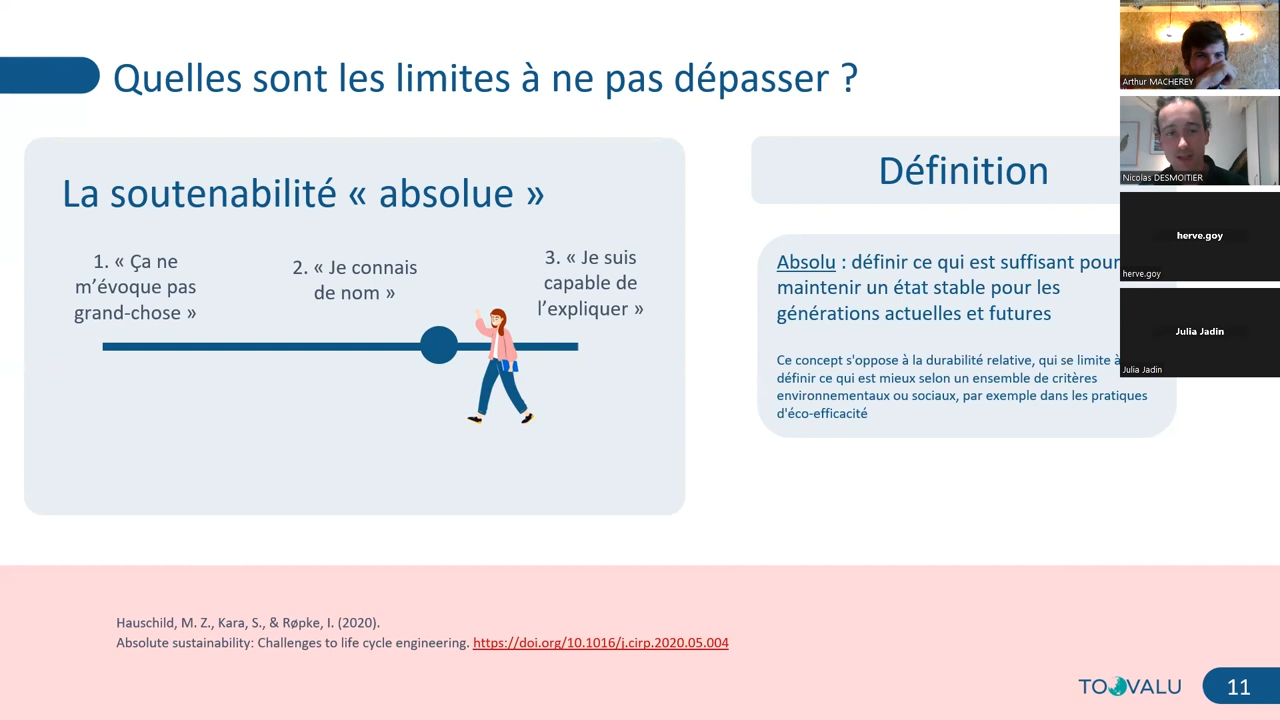 Quelles sont les limites à ne pas dépasser ?
La soutenabilité « absolue »
1. « Ça ne
m'évoque pas
grand-chose »
2. « Je connais
de nom »
3. « Je suis
capable de
l'expliquer »
Définition
Absolu : définir ce qui est suffisant pour
maintenir un état stable pour les
générations actuelles et futures
Ce concept s'oppose à la durabilité relative, qui se limite à
définir ce qui est mieux selon un ensemble de critères
environnementaux ou sociaux, par exemple dans les pratiques
d'éco-efficacité
Arthur MACHEREY
Nicolas DESMOITIER
herve.goy
herve.goy
Julia Jadin
Julia Jadin
Hauschild, M. Z., Kara, S., & Røpke, I. (2020).
Absolute sustainability: Challenges to life cycle engineering. https://doi.org/10.1016/j.cirp.2020.05.004
TOOVALU
11